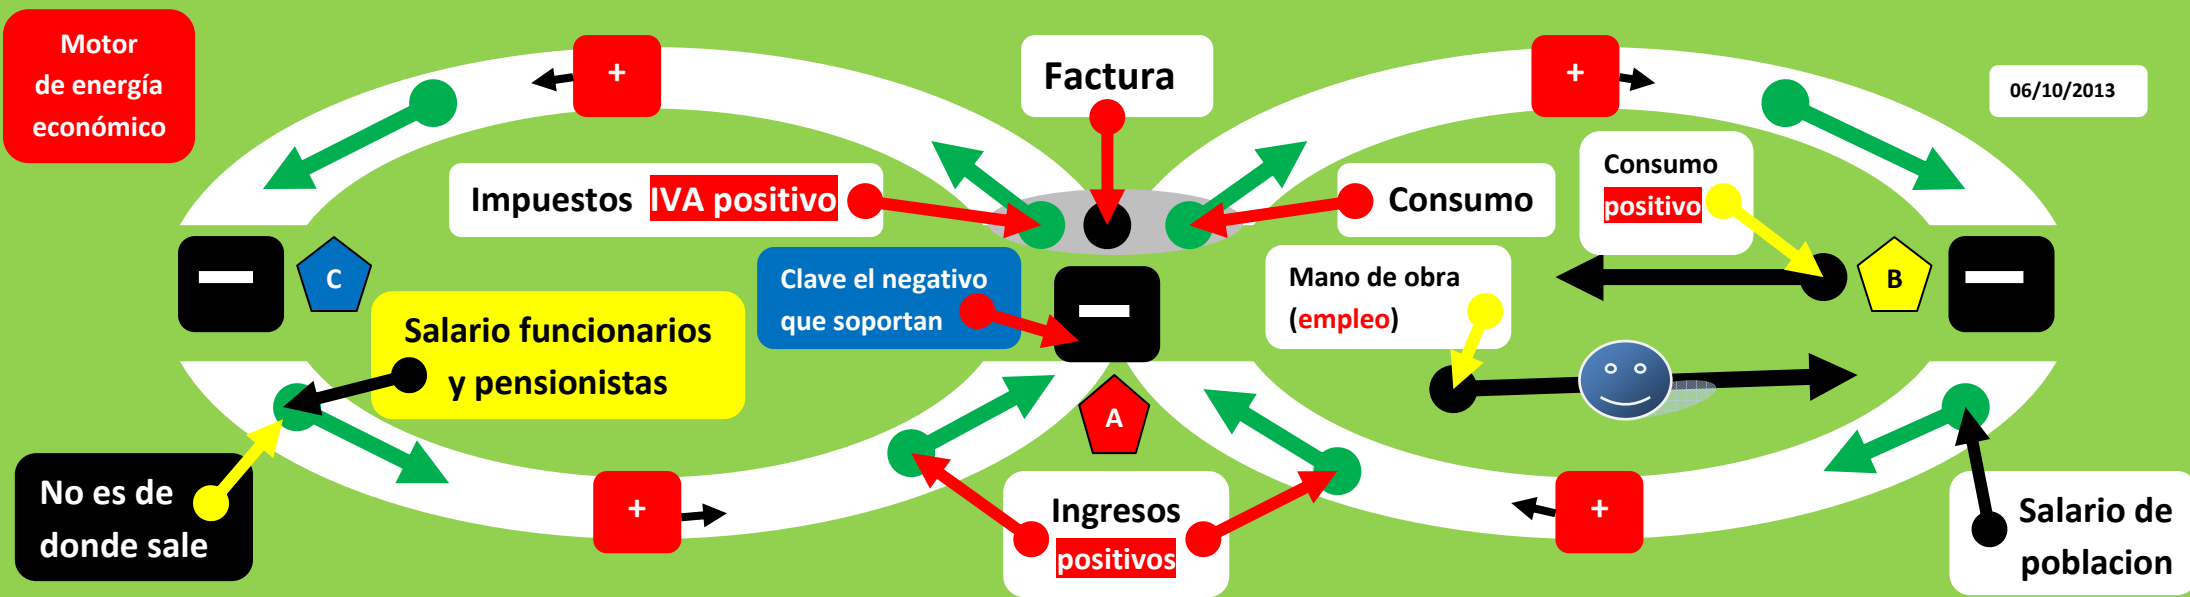 Motor
de energía
económico
+
Factura
+
06/10/2013
Impuestos IVA positivo
Consumo
Consumo
positivo
C
Clave el negativo
que soportan
Mano de obra
(empleo)
B
Salario funcionarios
y pensionistas
A
No es de
donde sale
+
Ingresos
positivos
+
Salario de
poblacion